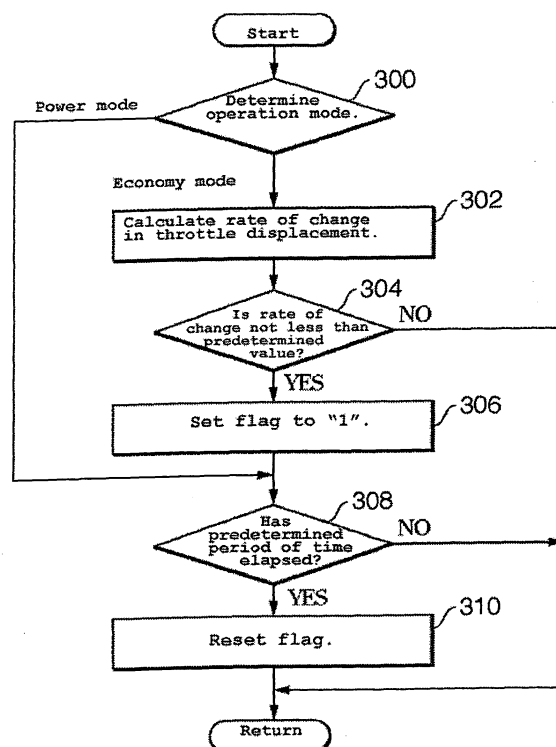 Start
300
Determine
operation mode.
Power mode
Economy mode
302
Calculate rate of change
in throttle displacement.
304
Is rate of
change not less than
predetermined
value?
NO
YES
306
Set flag to "1".
308
Has
predetermined
period of time
elapsed?
NO
YES
310
Reset flag.
Return